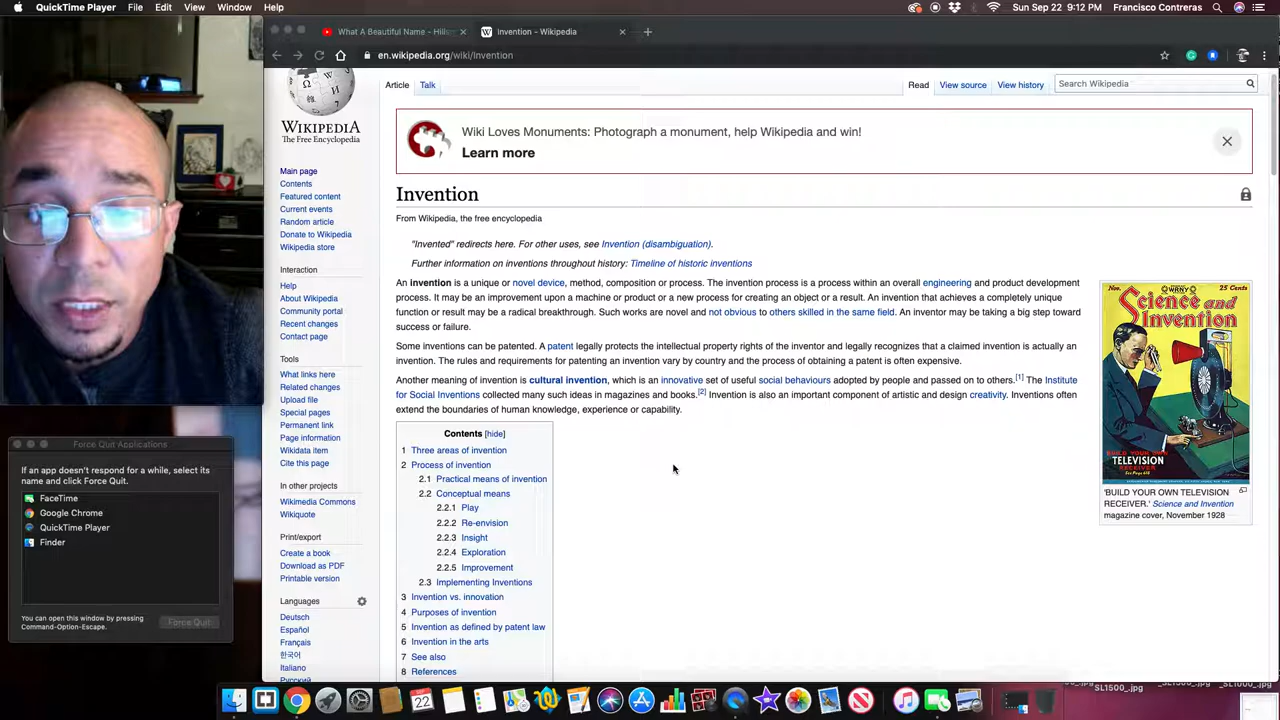 QuickTime Player File Edit View Window Help
Sun Sep 22 9:12 PM Francisco Contreras
What A Beautiful Name - Hills
Invention - Wikipedia
en.wikipedia.org/wiki/Invention
WIKIPEDIA
The Free Encyclopedia
Main page
Contents
Featured content
Current events
Random article
Donate to Wikipedia
Wikipedia store
Interaction
Help
About Wikipedia
Community portal
Recent changes
Contact page
Tools
What links here
Related changes
Upload file
Special pages
Permanent link
Page information
Wikidata item
Cite this page
In other projects
Wikimedia Commons
Wikiquote
Print/export
Create a book
Download as PDF
Printable version
Languages
Deutsch
Español
Français
한국어
Italiano
Русский
Article Talk
Read View source View history Search Wikipedia
Wiki Loves Monuments: Photograph a monument, help Wikipedia and win!
Learn more
Invention
From Wikipedia, the free encyclopedia
"Invented" redirects here. For other uses, see Invention (disambiguation).
Further information on inventions throughout history: Timeline of historic inventions
An invention is a unique or novel device, method, composition or process. The invention process is a process within an overall engineering and product development
process. It may be an improvement upon a machine or product or a new process for creating an object or a result. An invention that achieves a completely unique
function or result may be a radical breakthrough. Such works are novel and not obvious to others skilled in the same field. An inventor may be taking a big step toward
success or failure.
Some inventions can be patented. A patent legally protects the intellectual property rights of the inventor and legally recognizes that a claimed invention is actually an
invention. The rules and requirements for patenting an invention vary by country and the process of obtaining a patent is often expensive.
Another meaning of invention is cultural invention, which is an innovative set of useful social behaviours adopted by people and passed on to others.[1] The Institute
for Social Inventions collected many such ideas in magazines and books.[2] Invention is also an important component of artistic and design creativity. Inventions often
extend the boundaries of human knowledge, experience or capability.
Contents [hide]
1 Three areas of invention
2 Process of invention
2.1 Practical means of invention
2.2 Conceptual means
2.2.1 Play
2.2.2 Re-envision
2.2.3 Insight
2.2.4 Exploration
2.2.5 Improvement
2.3 Implementing Inventions
3 Invention vs. innovation
4 Purposes of invention
5 Invention as defined by patent law
6 Invention in the arts
7 See also
8 References
Nov. WRNY 25 Cents
Science and
Invention
BUILD YOUR OWN
TELEVISION
RECEIVER
'BUILD YOUR OWN TELEVISION
RECEIVER.' Science and Invention
magazine cover, November 1928
Force Quit Applications
If an app doesn't respond for a while, select its
name and click Force Quit.
FaceTime
Google Chrome
QuickTime Player
Finder
You can open this window by pressing
Command-Option-Escape.
Force Quit
22
SL1500_.jpg